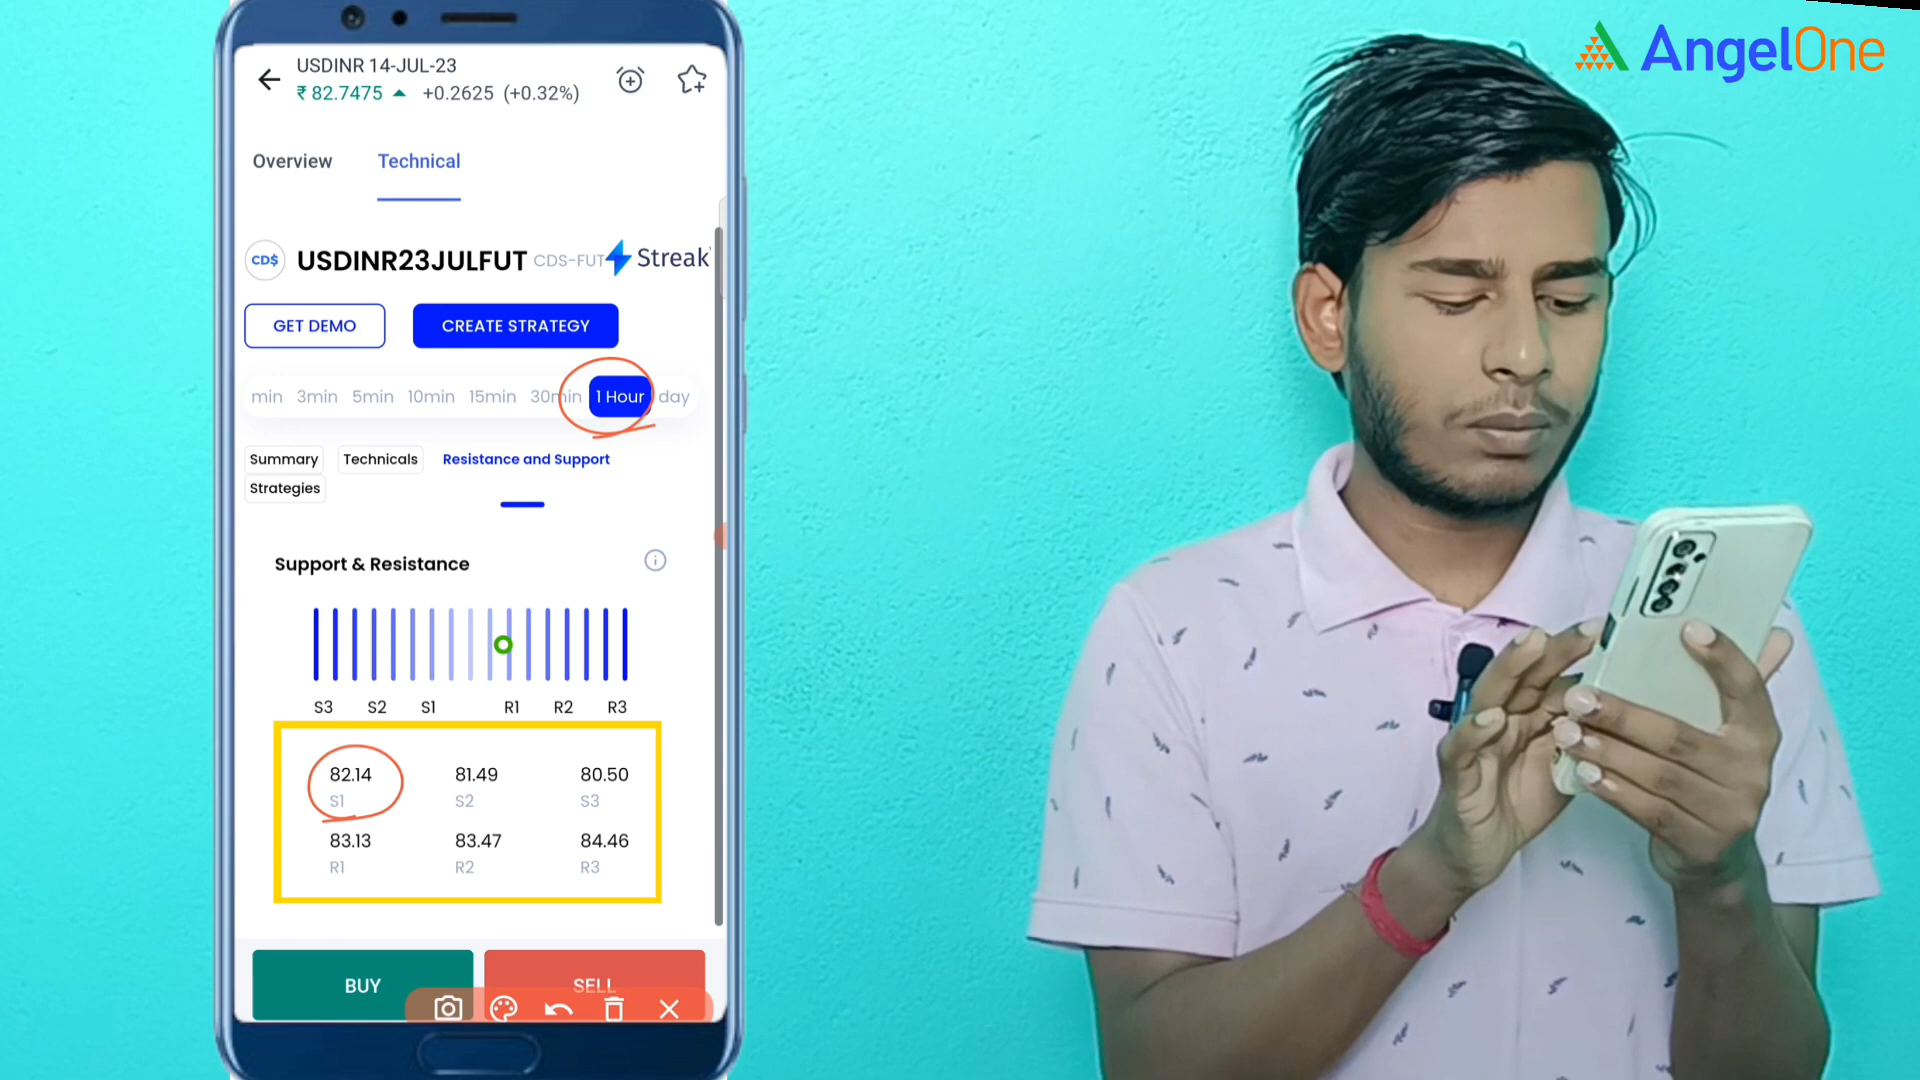 AngelOne
USDINR 14-JUL-23
₹ 82.7475 ▲ +0.2625 (+0.32%)
Overview Technical
CD$ USDINR23JULFUT CDS-FUT Streak
GET DEMO CREATE STRATEGY
min 3min 5min 10min 15min 30min 1 Hour day
Summary Technicals Resistance and Support
Strategies
Support & Resistance
S3 S2 S1 R1 R2 R3
82.14 81.49 80.50
S1 S2 S3
83.13 83.47 84.46
R1 R2 R3
BUY SELL